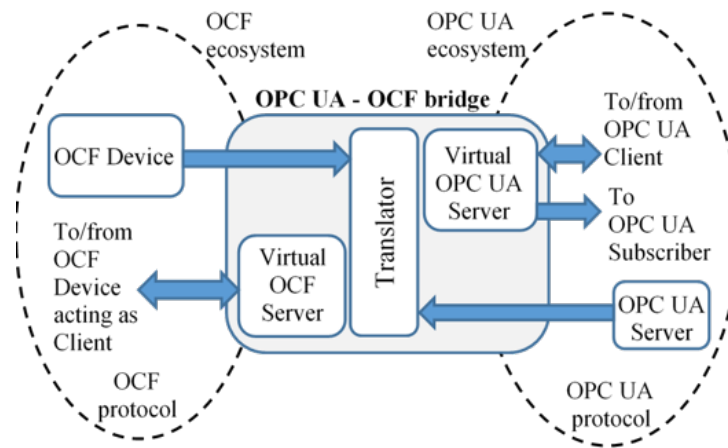 OCF
ecosystem
OPC UA
ecosystem
OPC UA - OCF bridge
OCF Device
Translator
Virtual
OPC UA
Server
To/from
OPC UA
Client
To
OPC UA
Subscriber
To/from
OCF
Device
acting as
Client
Virtual
OCF
Server
OPC UA
Server
OCF
protocol
OPC UA
protocol